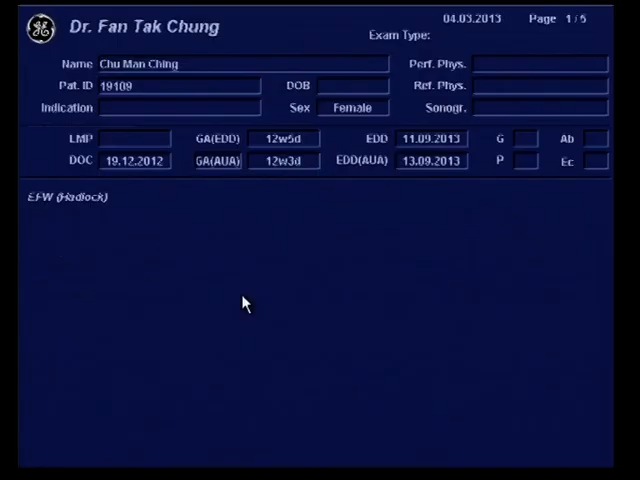 Dr. Fan Tak Chung
04.03.2013 Page 1/5
Exam Type:
Name Chu Man Ching Perf. Phys.
Pat. ID 19109 DOB Ref. Phys.
Indication Sex Female Sonogr.
LMP GA(EDD) 12w5d EDD 11.09.2013 G Ab
DOC 19.12.2012 GA(AUA) 12w3d EDD(AUA) 13.09.2013 P Ec
EFW (Hadlock)